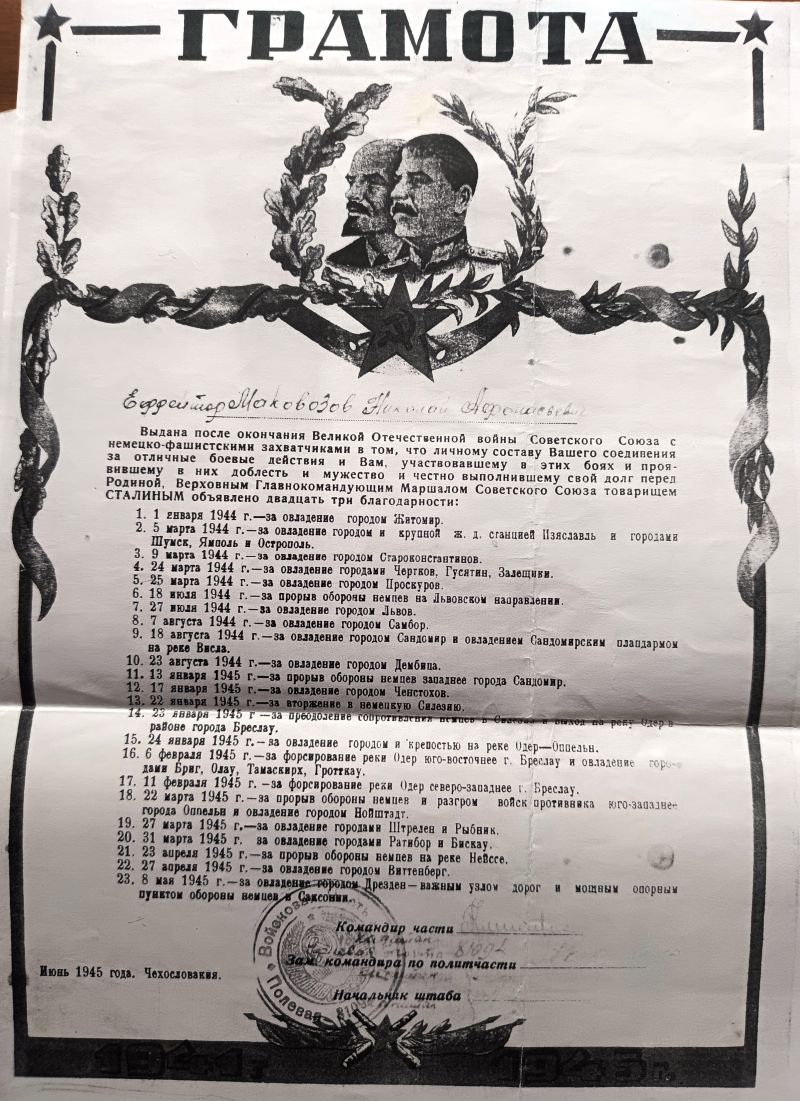 ГРАМОТА
Ефрейтор Маховозов Николай Афонасьевич
Выдана после окончания Великой Отечественной войны Советского Союза с
немецко-фашистскими захватчиками в том, что личному составу Вашего соединения
за отличные боевые действия и Вам, участвовавшему в этих боях и проя-
вившему в них доблесть и мужество и честно выполнившему свой долг перед
Родиной, Верховным Главнокомандующим Маршалом Советского Союза товарищем
СТАЛИНЫМ объявлено двадцать три благодарности:
1. 1 января 1944 г.—за овладение городом Житомир.
2. 5 марта 1944 г.—за овладение городом и крупной ж. д. станцией Изяславль и городами
Шумск, Ямполь и Острополь.
3. 9 марта 1944 г.—за овладение городом Староконстантинов.
4. 24 марта 1944 г.—за овладение городами Чертков, Гусятин, Залещики.
5. 25 марта 1944 г.—за овладение городом Проскуров.
6. 18 июля 1944 г.—за прорыв обороны немцев на Львовском направлении.
7. 27 июля 1944 г.—за овладение городом Львов.
8. 7 августа 1944 г.—за овладение городом Самбор.
9. 18 августа 1944 г.—за овладение городом Сандомир и овладением Сандомирским плацдармом
на реке Висла.
10. 23 августа 1944 г.—за овладение городом Дембица.
11. 13 января 1945 г.—за прорыв обороны немцев западнее города Сандомир.
12. 17 января 1945 г.—за овладение городом Ченстохов.
13. 22 января 1945 г.—за вторжение в немецкую Силезию.
14. 23 января 1945 г—за преодоление сопротивления немцев в Силезии и выход на реку Одер в
районе города Бреслау.
15. 24 января 1945 г.—за овладение городом и крепостью на реке Одер—Оппельн.
16. 6 февраля 1945 г.—за форсирование реки Одер юго-восточнее г. Бреслау и овладение горо-
дами Бриг, Олау, Тамаскирх, Гротткау.
17. 11 февраля 1945 г.—за форсирование реки Одер северо-западнее г. Бреслау.
18. 22 марта 1945 г.—за прорыв обороны немцев и разгром войск противника юго-западнее
города Оппельн и овладение городом Нойштадт.
19. 27 марта 1945 г.—за овладение городами Штрелен и Рыбник.
20. 31 марта 1945 г. за овладение городами Ратибор и Бискау.
21. 23 апреля 1945 г.—за прорыв обороны немцев на реке Нейссе.
22. 27 апреля 1945 г.—за овладение городом Виттенберг.
23. 8 мая 1945 г.—за овладение городом Дрезден—важным узлом дорог и мощным опорным
пунктом обороны немцев в Саксонии.
Командир части
Зам. командира по политчасти
Июнь 1945 года. Чехословакия.
Начальник штаба
Полевая
1941 г. 1945 г.